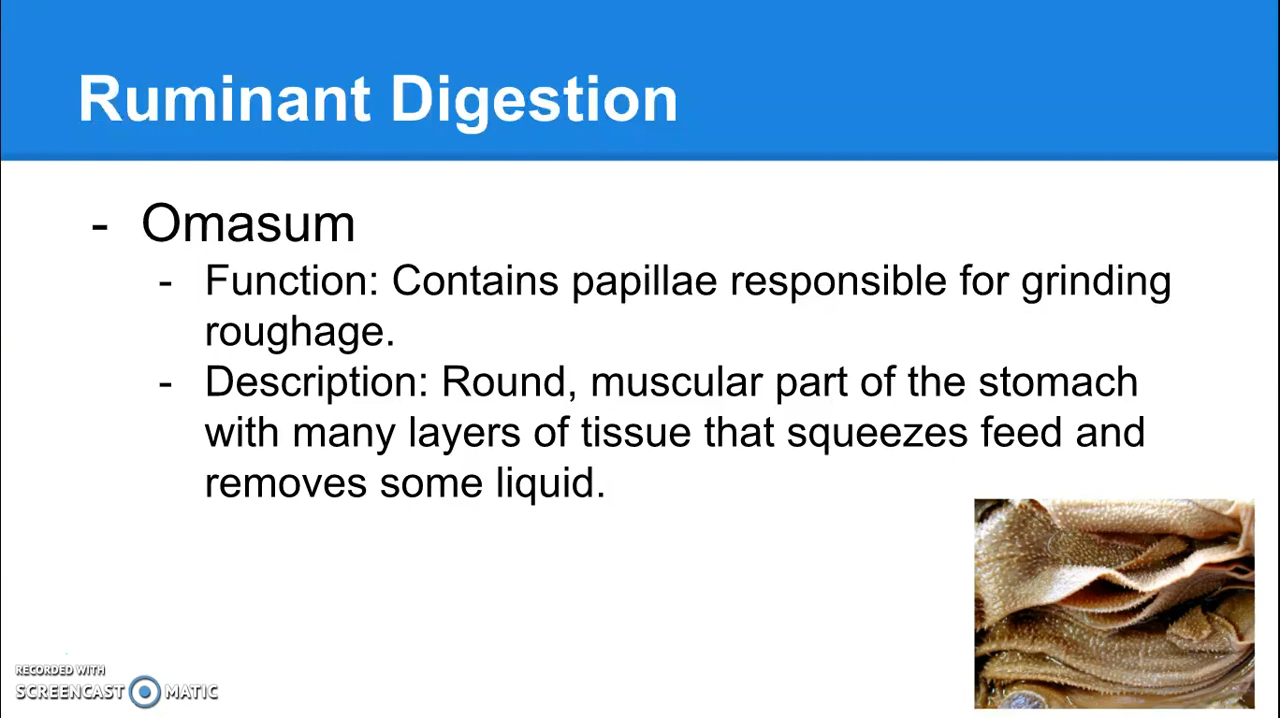 Ruminant Digestion
- Omasum
- Function: Contains papillae responsible for grinding
roughage.
- Description: Round, muscular part of the stomach
with many layers of tissue that squeezes feed and
removes some liquid.
RECORDED WITH
SCREENCAST MATIC